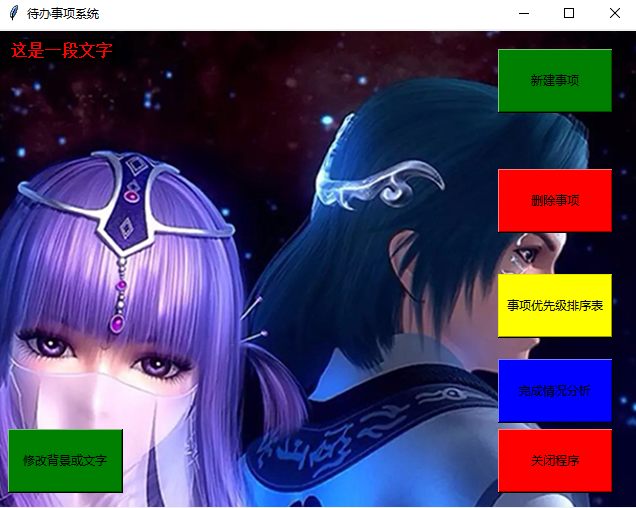 待办事项系统
这是一段文字
新建事项
删除事项
事项优先级排序表
完成情况分析
修改背景或文字
关闭程序